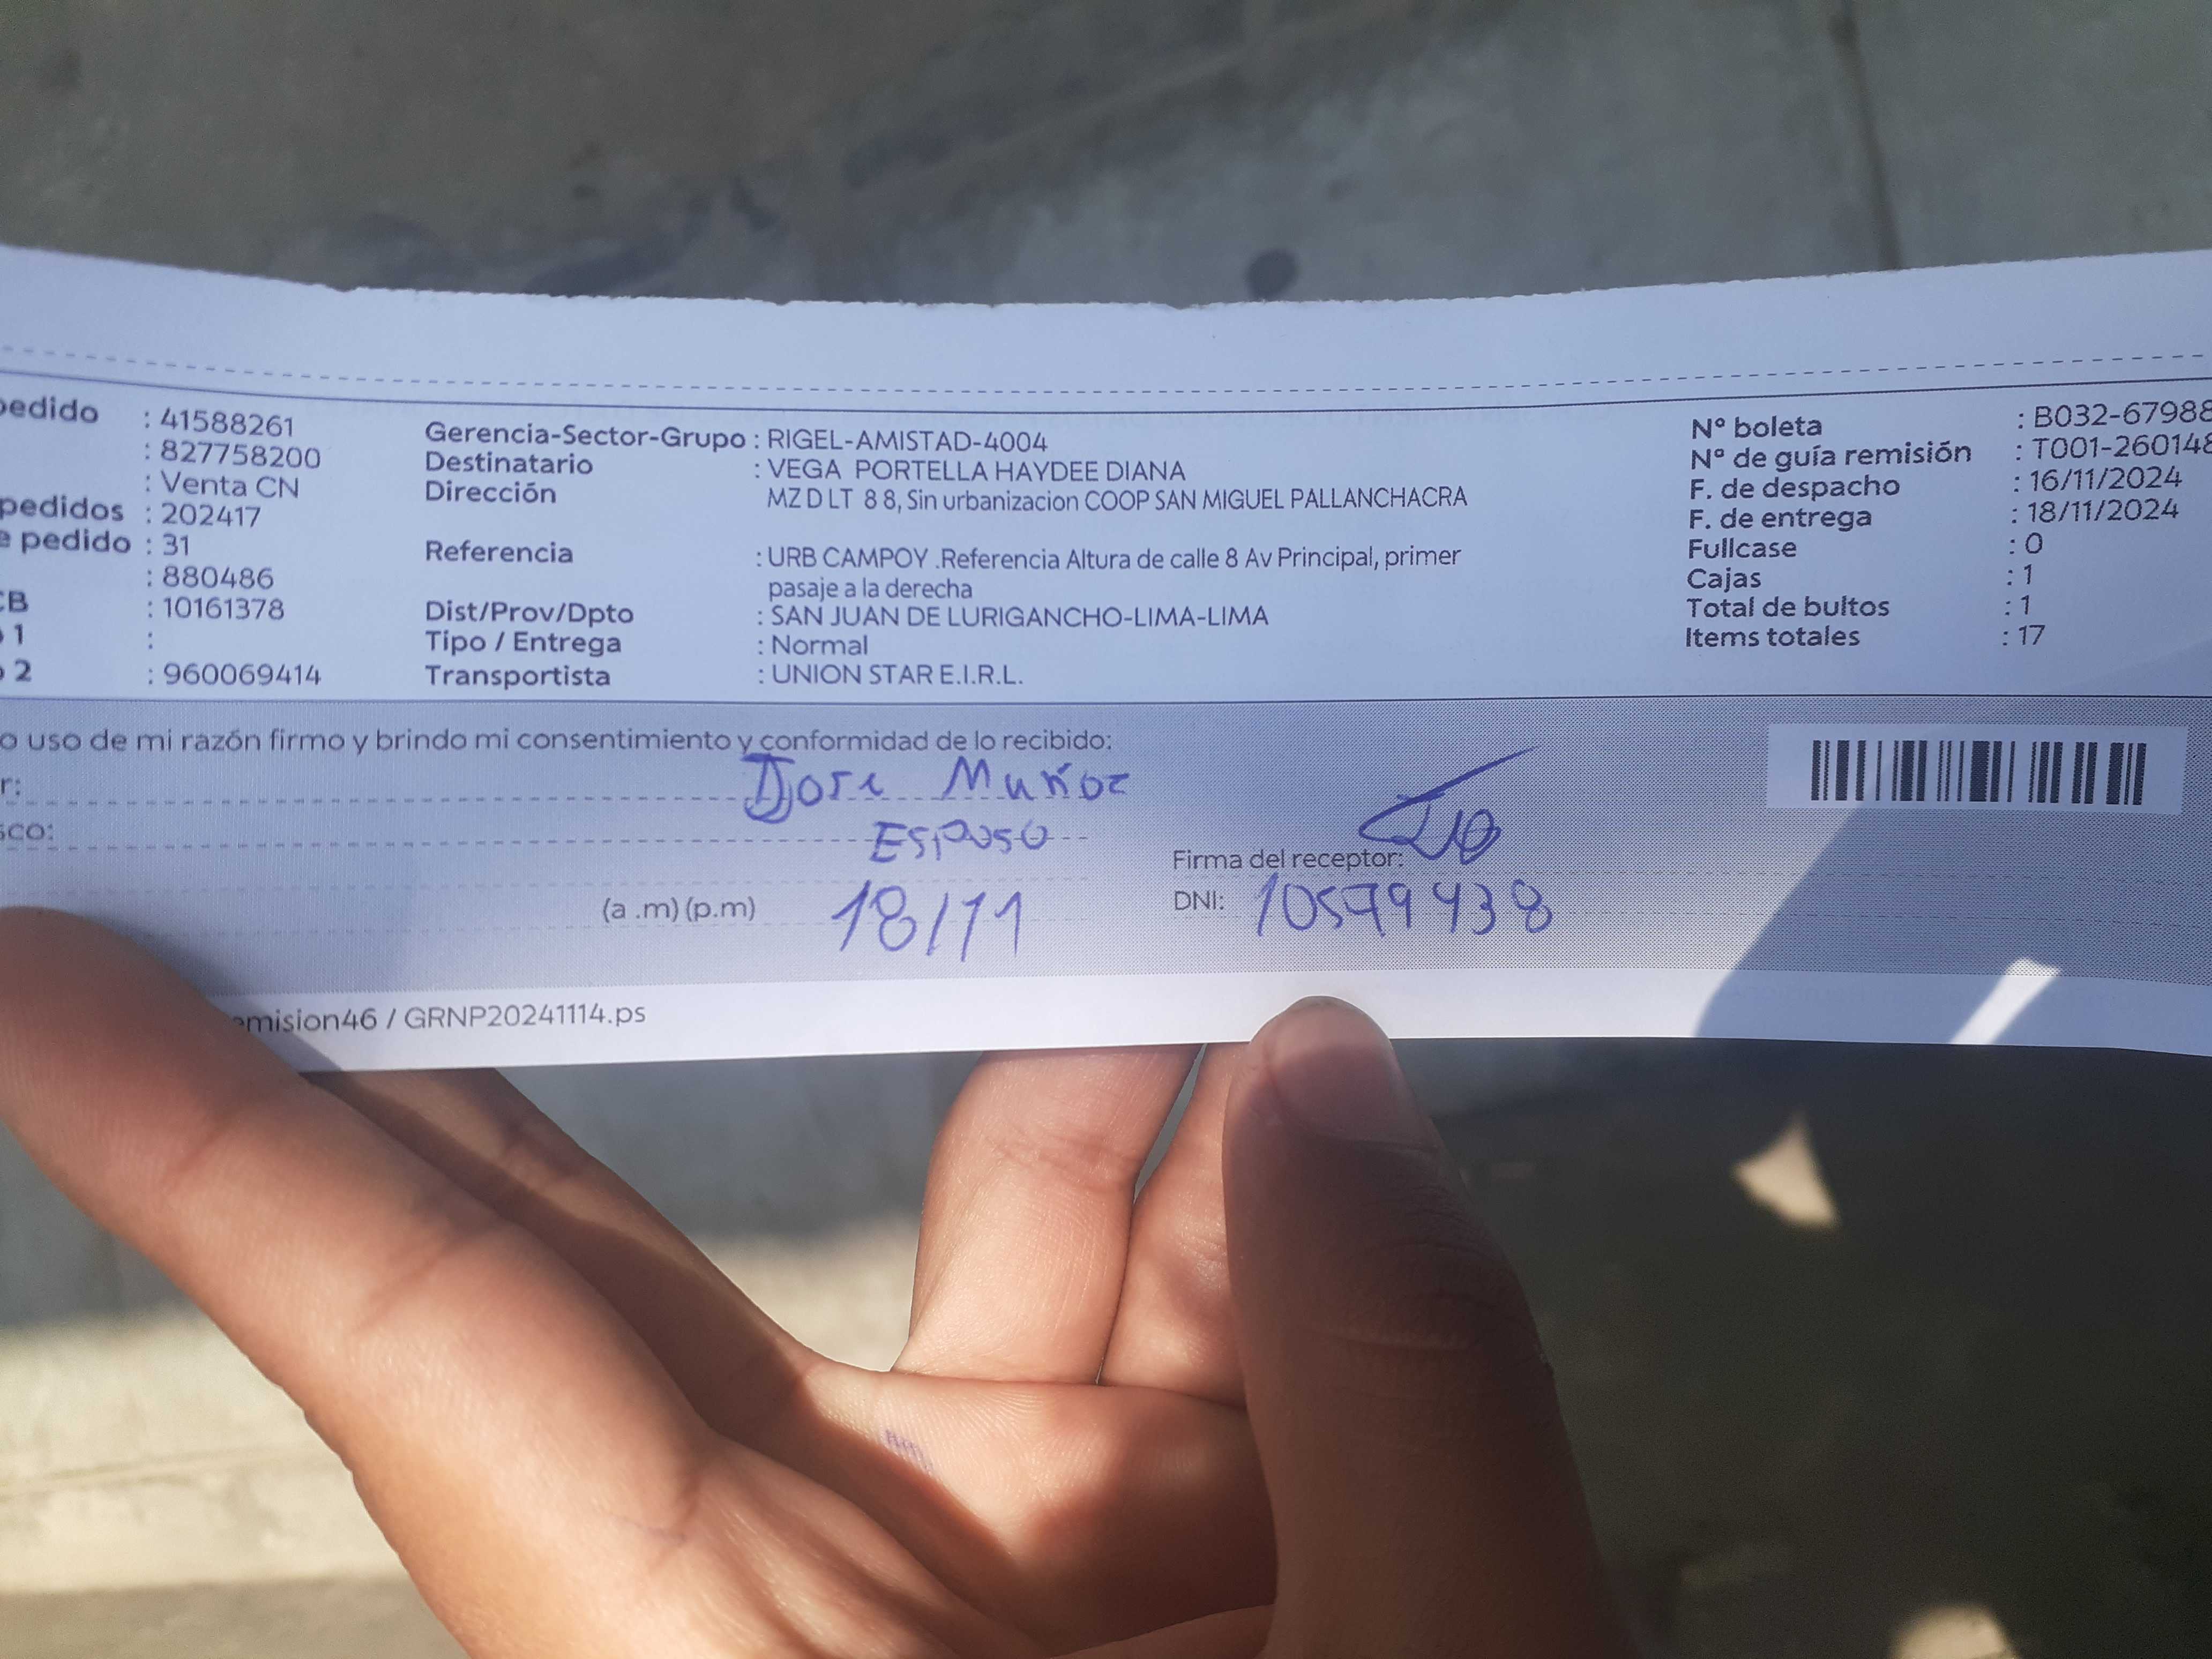 pedido : 41588261
: 827758200
: Venta CN
pedidos : 202417
e pedido : 31
: 880486
CB : 10161378
o 1 :
o 2 : 960069414
Gerencia-Sector-Grupo : RIGEL-AMISTAD-4004
Destinatario : VEGA PORTELLA HAYDEE DIANA
Dirección MZ D LT 8 8, Sin urbanizacion COOP SAN MIGUEL PALLANCHACRA
Referencia : URB CAMPOY .Referencia Altura de calle 8 Av Principal, primer
pasaje a la derecha
Dist/Prov/Dpto : SAN JUAN DE LURIGANCHO-LIMA-LIMA
Tipo / Entrega : Normal
Transportista : UNION STAR E.I.R.L.
Nº boleta : B032-67988
Nº de guía remisión : T001-260148
F. de despacho : 16/11/2024
F. de entrega : 18/11/2024
Fullcase : 0
Cajas : 1
Total de bultos : 1
Items totales : 17
o uso de mi razón firmo y brindo mi consentimiento y conformidad de lo recibido:
r: Jose Muñoz
sco: Esposo
Firma del receptor:
(a .m) (p.m) 18/11
DNI: 10579438
emision46 / GRNP20241114.ps